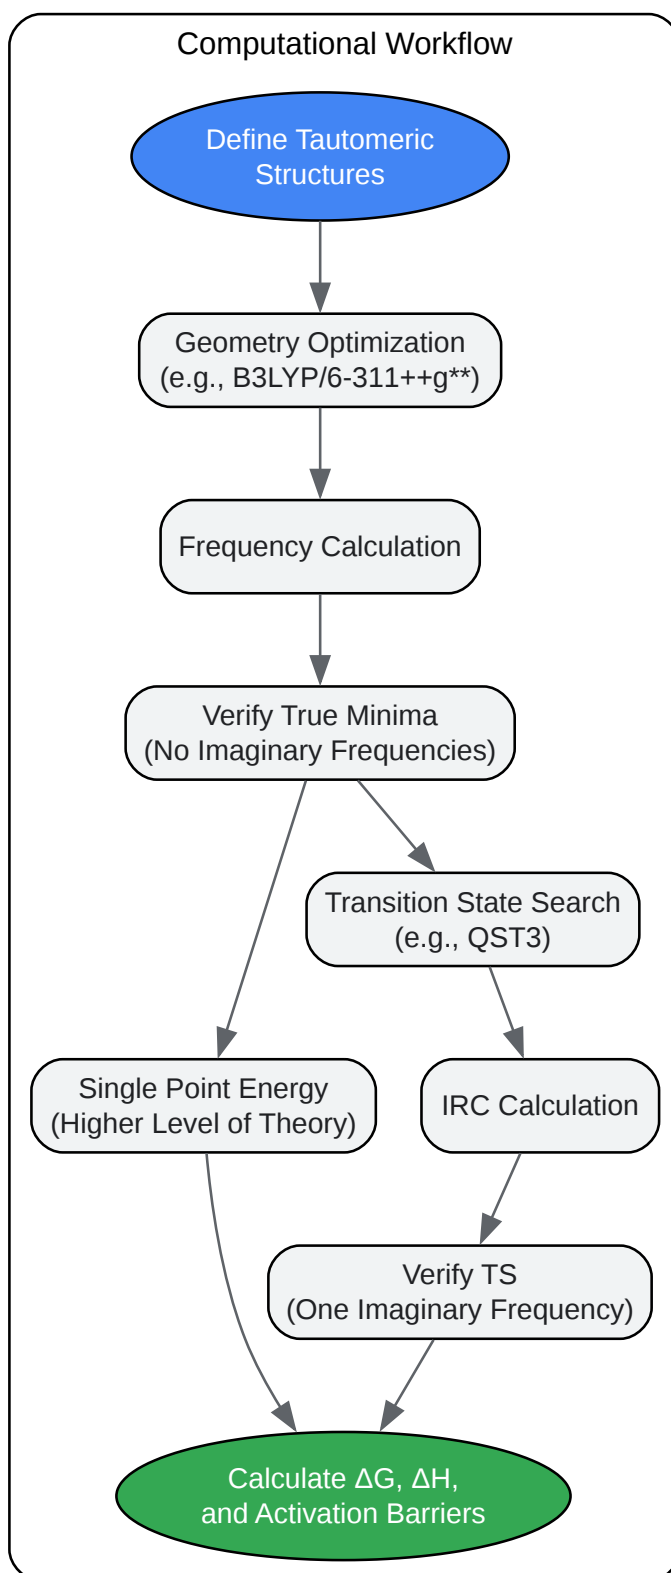 Computational Workflow
Define Tautomeric
Structures
Geometry Optimization
(e.g., B3LYP/6-311++g**)
Frequency Calculation
Verify True Minima
(No Imaginary Frequencies)
Transition State Search
(e.g., QST3)
Single Point Energy
(Higher Level of Theory)
IRC Calculation
Verify TS
(One Imaginary Frequency)
Calculate ΔG, ΔH,
and Activation Barriers